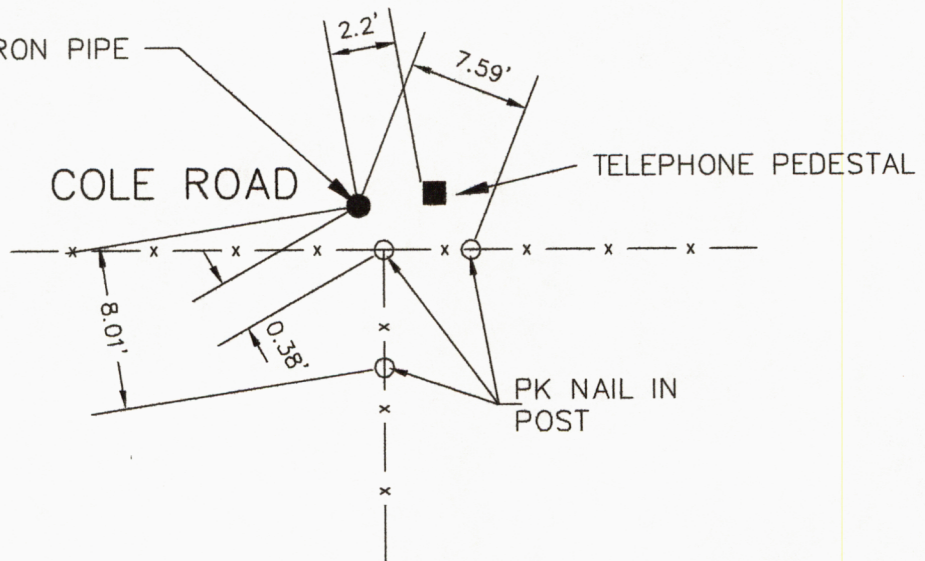 2.2'
RON PIPE
7.59'
TELEPHONE PEDESTAL
COLE ROAD
x x x x x x x x
8.01'
0.38'
x
x
x
PK NAIL IN
POST